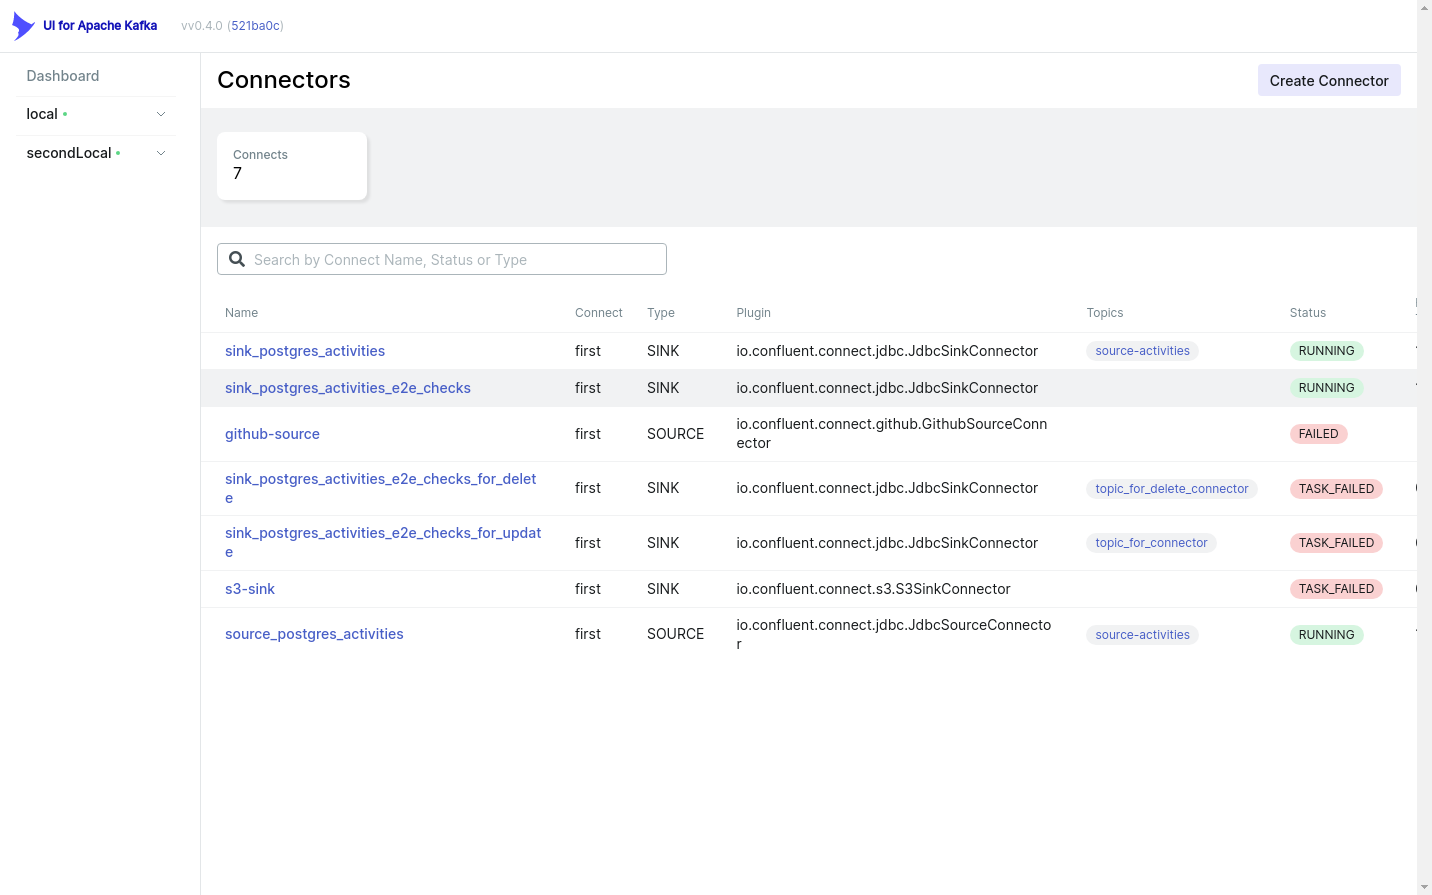 UI for Apache Kafka vv0.4.0 (521ba0c)
Dashboard
local
secondLocal
Connectors
Create Connector
Connects
7
Search by Connect Name, Status or Type
Name Connect Type Plugin Topics Status
sink_postgres_activities first SINK io.confluent.connect.jdbc.JdbcSinkConnector source-activities RUNNING
sink_postgres_activities_e2e_checks first SINK io.confluent.connect.jdbc.JdbcSinkConnector RUNNING
github-source first SOURCE io.confluent.connect.github.GithubSourceConn
ector FAILED
sink_postgres_activities_e2e_checks_for_delet
e first SINK io.confluent.connect.jdbc.JdbcSinkConnector topic_for_delete_connector TASK_FAILED
sink_postgres_activities_e2e_checks_for_updat
e first SINK io.confluent.connect.jdbc.JdbcSinkConnector topic_for_connector TASK_FAILED
s3-sink first SINK io.confluent.connect.s3.S3SinkConnector TASK_FAILED
source_postgres_activities first SOURCE io.confluent.connect.jdbc.JdbcSourceConnecto
r source-activities RUNNING